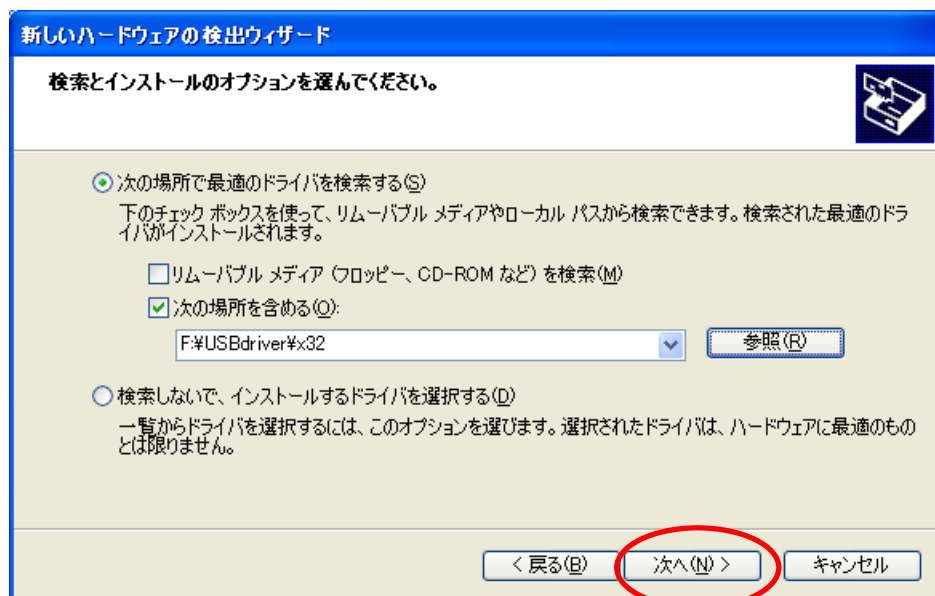 新しいハードウェアの検出ウィザード
検索とインストールのオプションを選んでください。
次の場所で最適のドライバを検索する(S)
下のチェック ボックスを使って、リムーバブル メディアやローカル パスから検索できます。検索された最適のドラ
イバがインストールされます。
リムーバブル メディア (フロッピー、CD-ROM など) を検索(M)
次の場所を含める(O):
F:¥USBdriver¥x32
参照(R)
検索しないで、インストールするドライバを選択する(D)
一覧からドライバを選択するには、このオプションを選びます。選択されたドライバは、ハードウェアに最適のもの
とは限りません。
< 戻る(B)
次へ(N) >
キャンセル